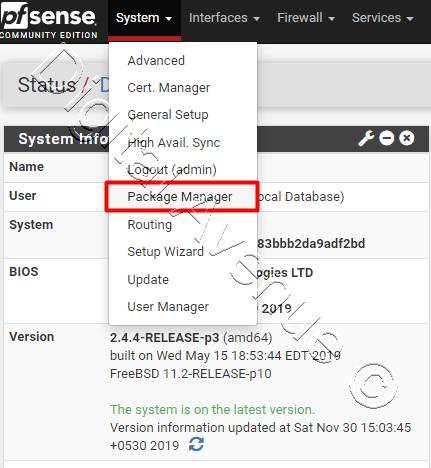 pfsense
COMMUNITY EDITION
System
Interfaces
Firewall
Services
Status /
System Info
Advanced
Cert. Manager
General Setup
High Avail. Sync
Logout (admin)
Package Manager
Routing
Setup Wizard
Update
User Manager
Name
User
ocal Database)
System
83bbb2da9adf2bd
BIOS
ogies LTD
2019
Version
2.4.4-RELEASE-p3 (amd64)
built on Wed May 15 18:53:44 EDT 2019
FreeBSD 11.2-RELEASE-p10
The system is on the latest version.
Version information updated at Sat Nov 30 15:03:45
+0530 2019
Digital Avenue ©